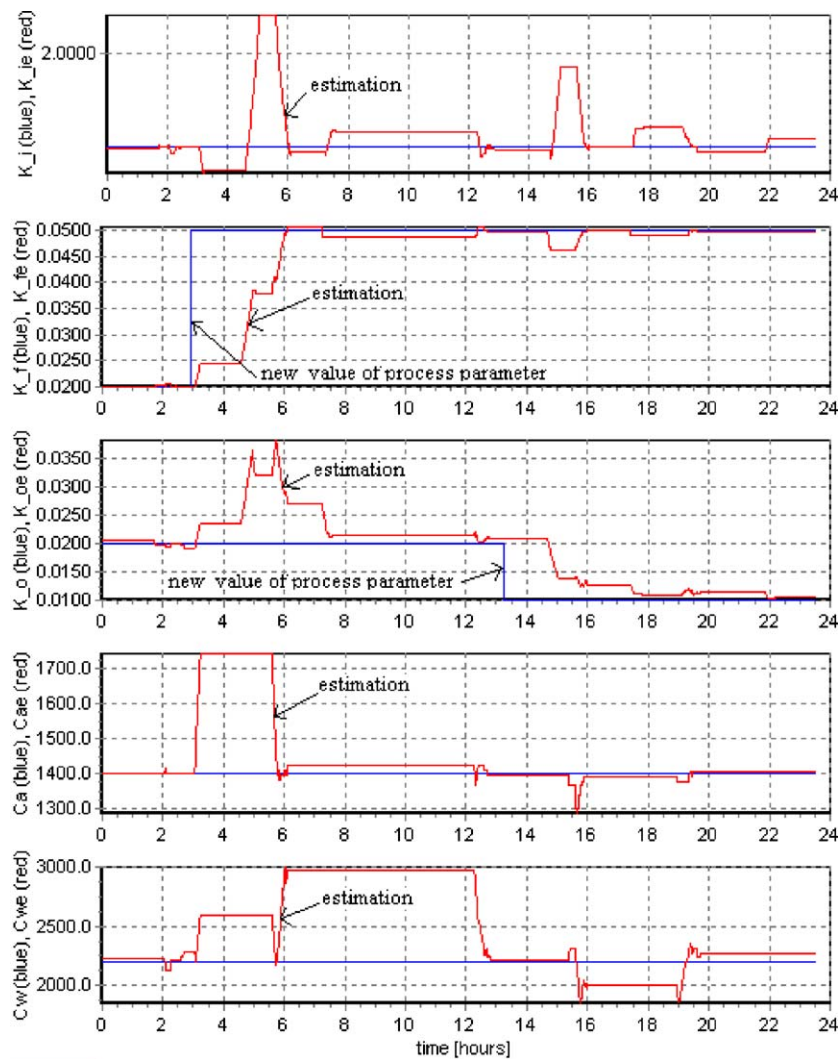 K_i (blue), K_ie (red)
2.0000
estimation
0 2 4 6 8 10 12 14 16 18 20 22 24
K_f (blue), K_fe (red)
0.0500
0.0450
0.0400
0.0350
0.0300
0.0250
0.0200
estimation
new value of process parameter
0 2 4 6 8 10 12 14 16 18 20 22 24
K_o (blue), K_oe (red)
0.0350
0.0300
0.0250
0.0200
0.0150
0.0100
estimation
new value of process parameter
0 2 4 6 8 10 12 14 16 18 20 22 24
Ca (blue), Cae (red)
1700.0
1600.0
1500.0
1400.0
1300.0
estimation
0 2 4 6 8 10 12 14 16 18 20 22 24
Cw(blue), Cwe (red)
3000.0
2500.0
2000.0
estimation
0 2 4 6 8 10 12 14 16 18 20 22 24
time [hours]